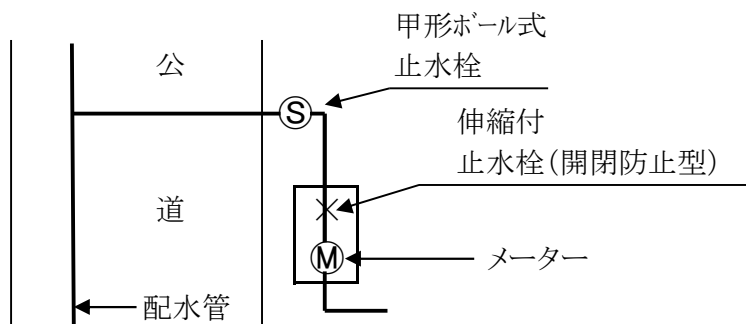 甲形ボール式
止水栓
公
S
伸縮付
止水栓（開閉防止型）
道
M
メーター
配水管